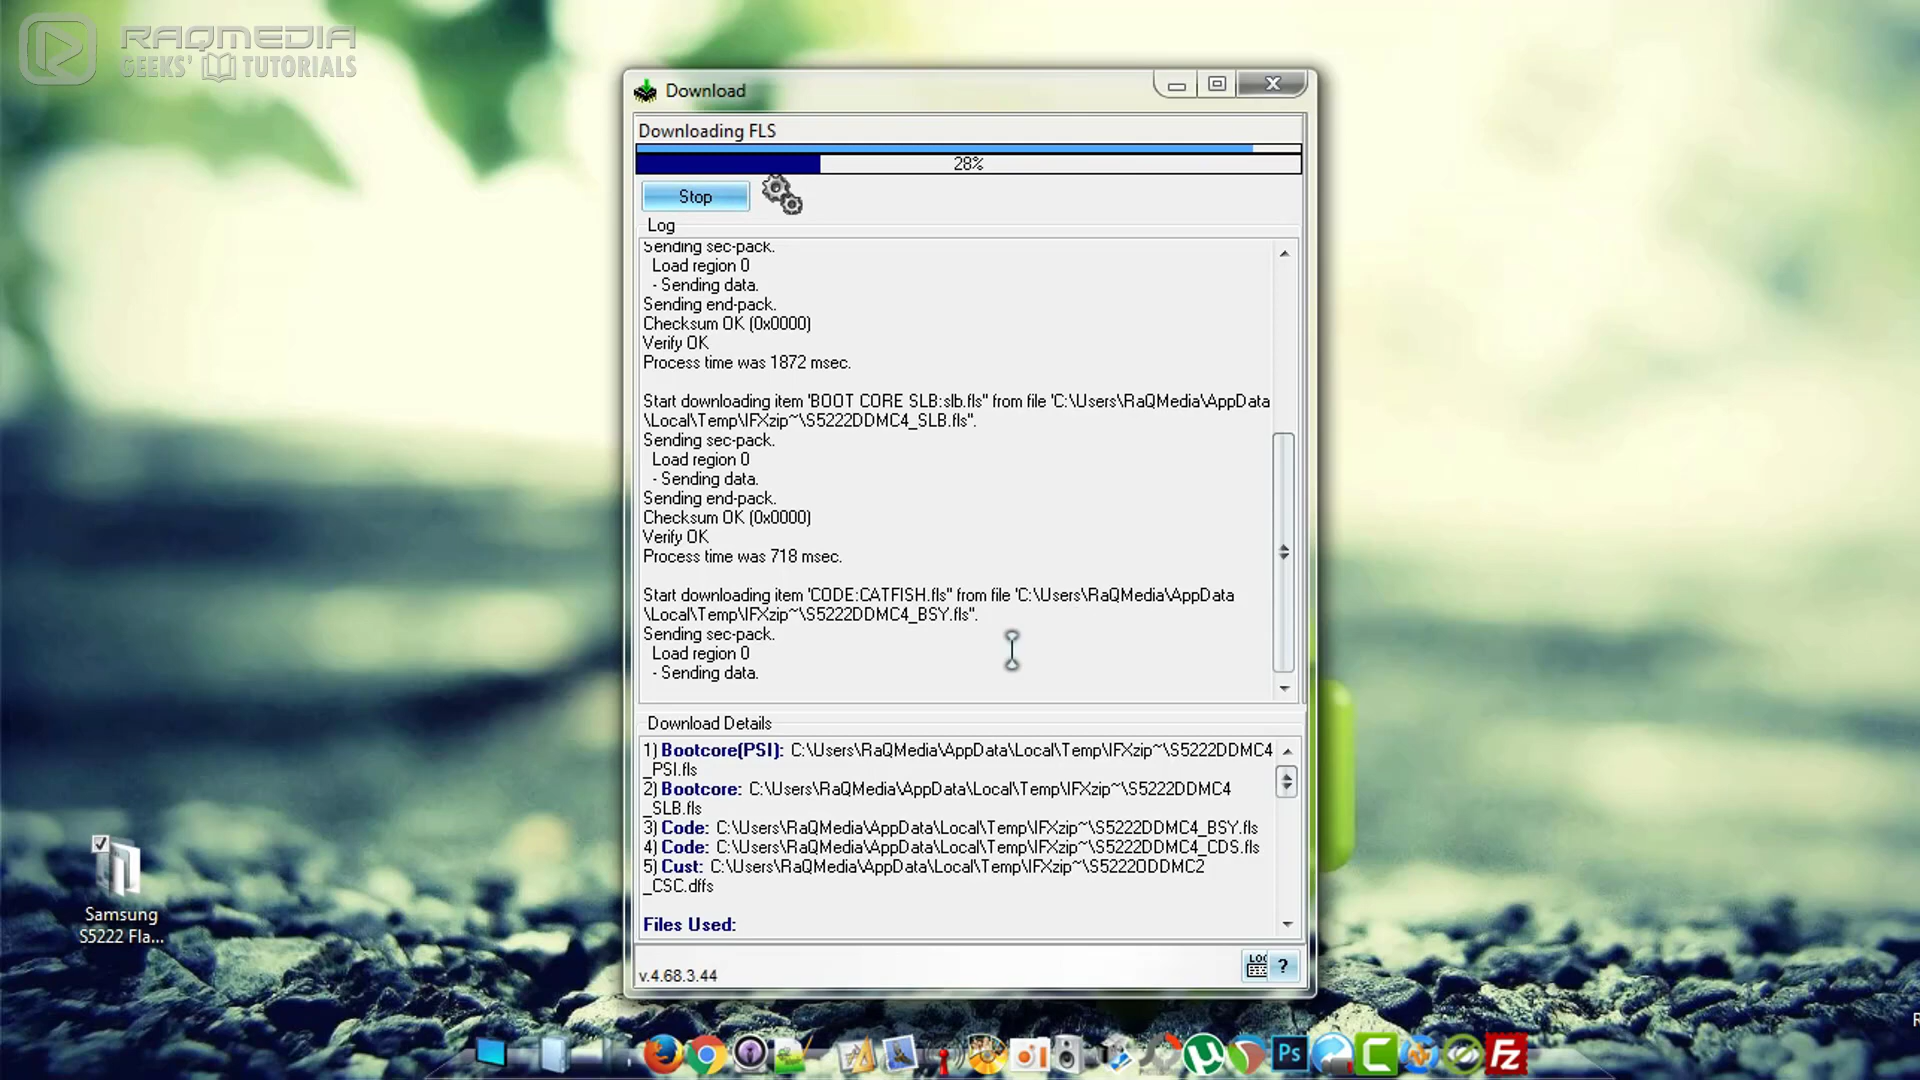 RAQMEDIA
GEEKS' TUTORIALS
Download
Downloading FLS
28%
Stop
Log
Sending sec-pack.
Load region 0
- Sending data.
Sending end-pack.
Checksum OK (0x0000)
Verify OK
Process time was 1872 msec.
Start downloading item 'BOOT CORE SLB:slb.fls" from file 'C:\Users\RaQMedia\AppData
\Local\Temp\IFXzip~\S5222DDMC4_SLB.fls".
Sending sec-pack.
Load region 0
- Sending data.
Sending end-pack.
Checksum OK (0x0000)
Verify OK
Process time was 718 msec.
Start downloading item 'CODE:CATFISH.fls" from file 'C:\Users\RaQMedia\AppData
\Local\Temp\IFXzip~\S5222DDMC4_BSY.fls".
Sending sec-pack.
Load region 0
- Sending data.
Download Details
1) Bootcore(PSI): C:\Users\RaQMedia\AppData\Local\Temp\IFXzip~\S5222DDMC4
_PSI.fls
2) Bootcore: C:\Users\RaQMedia\AppData\Local\Temp\IFXzip~\S5222DDMC4
_SLB.fls
3) Code: C:\Users\RaQMedia\AppData\Local\Temp\IFXzip~\S5222DDMC4_BSY.fls
4) Code: C:\Users\RaQMedia\AppData\Local\Temp\IFXzip~\S5222DDMC4_CDS.fls
5) Cust: C:\Users\RaQMedia\AppData\Local\Temp\IFXzip~\S5222ODDMC2
_CSC.dffs
Files Used:
v.4.68.3.44
LOG
?
Samsung
S5222 Fla...
Ps
Fz